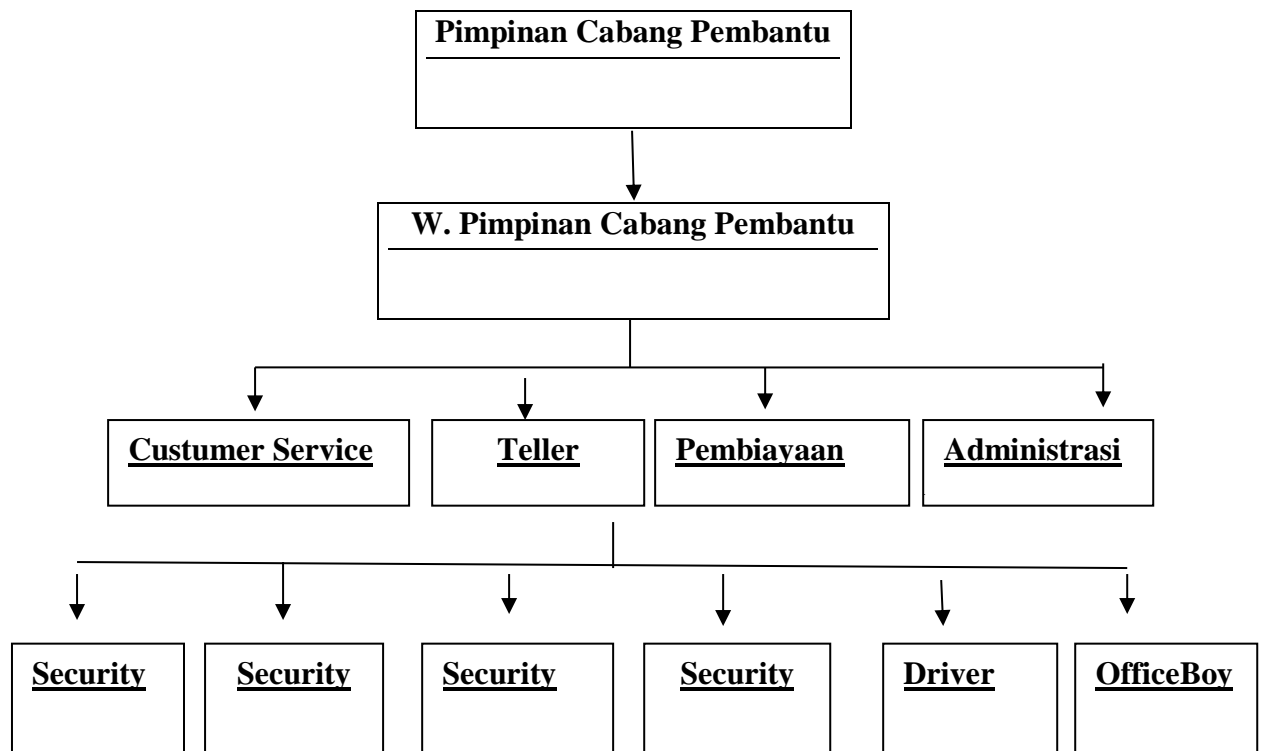 Pimpinan Cabang Pembantu
W. Pimpinan Cabang Pembantu
Custumer Service
Teller
Pembiayaan
Administrasi
Security
Security
Security
Security
Driver
OfficeBoy